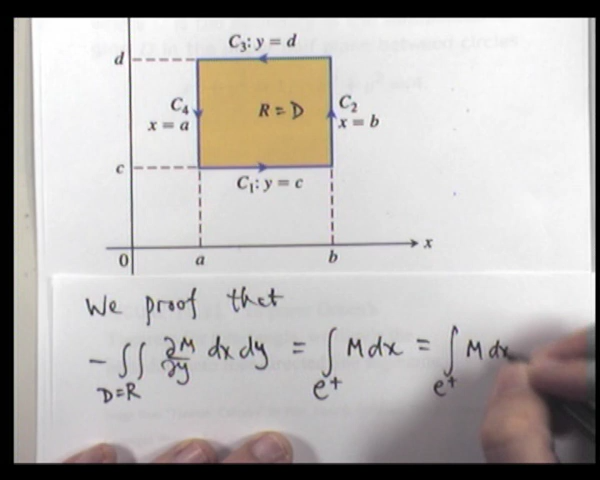 C₃: y = d
d
C₄
x = a
R = D
C₂
x = b
c
C₁: y = c
0
a
b
x
We proof that
- ∬ ∂M/∂y dx dy = ∫ M dx = ∫ M dx
D=R e⁺ e⁺